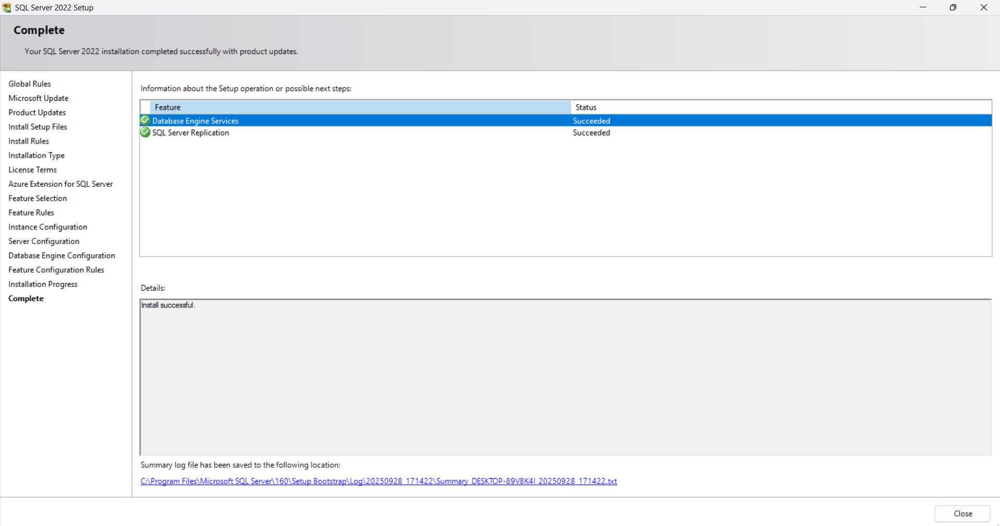 SQL Server 2022 Setup
Complete
Your SQL Server 2022 installation completed successfully with product updates.
Global Rules
Microsoft Update
Product Updates
Install Setup Files
Install Rules
Installation Type
License Terms
Azure Extension for SQL Server
Feature Selection
Feature Rules
Instance Configuration
Server Configuration
Database Engine Configuration
Feature Configuration Rules
Installation Progress
Complete
Information about the Setup operation or possible next steps:
Feature Status
Database Engine Services Succeeded
SQL Server Replication Succeeded
Details:
Install successful.
Summary log file has been saved to the following location:
C:\Program Files\Microsoft SQL Server\160\Setup Bootstrap\Log\20250928_171422\Summary_DESKTOP-89V8K4I_20250928_171422.txt
Close